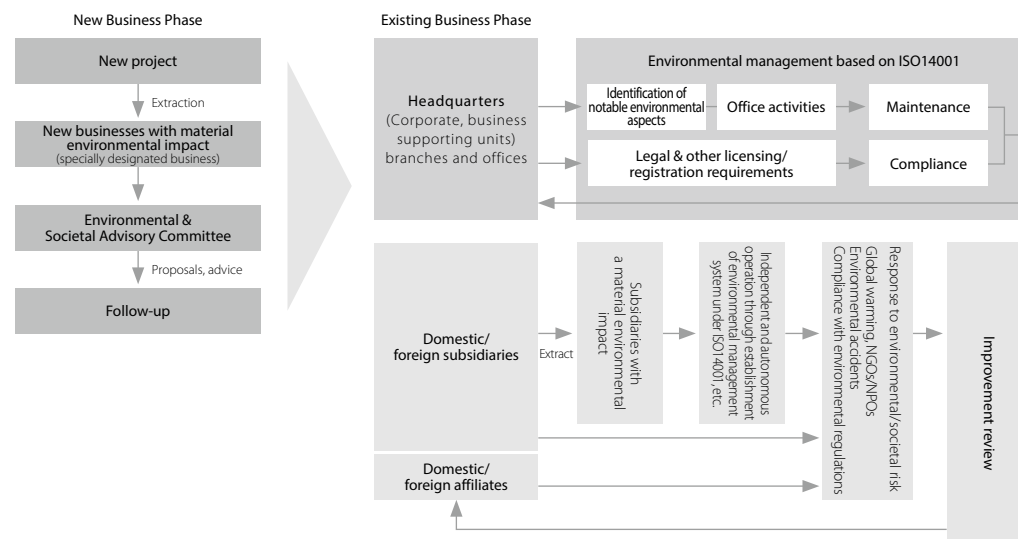 New Business Phase
New project
Extraction
New businesses with material
environmental impact
(specially designated business)
Environmental &
Societal Advisory Committee
Proposals, advice
Follow-up
Existing Business Phase
Headquarters
(Corporate, business
supporting units)
branches and offices
Environmental management based on ISO14001
Identification of
notable environmental
aspects
Office activities
Maintenance
Legal & other licensing/
registration requirements
Compliance
Domestic/
foreign subsidiaries
Extract
Subsidiaries with
a material environmental
impact
Independent and autonomous
operation through establishment
of environmental management
system under ISO14001, etc.
Response to environmental/societal risk
Global warming, NGOs/NPOs
Environmental accidents
Compliance with environmental regulations
Improvement review
Domestic/
foreign affiliates